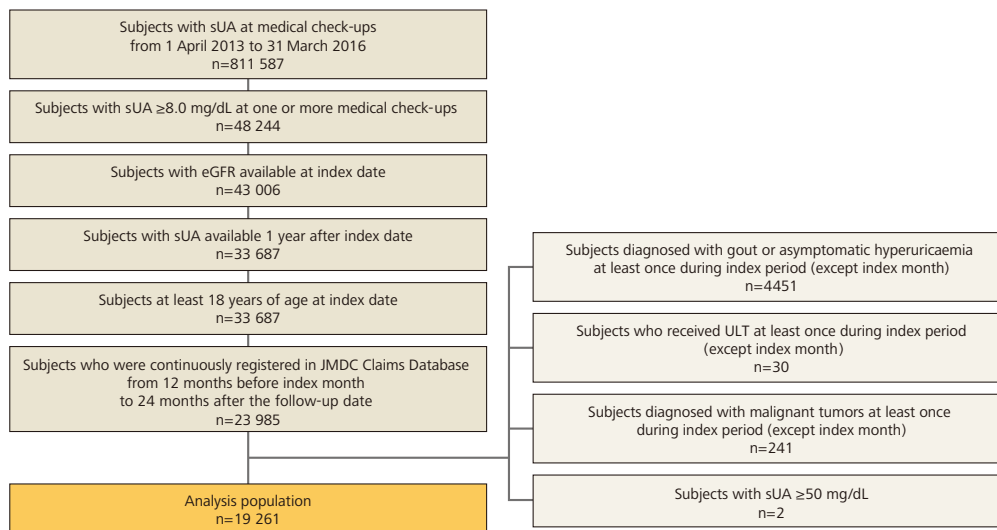 Subjects with sUA at medical check-ups
from 1 April 2013 to 31 March 2016
n=811 587
Subjects with sUA ≥8.0 mg/dL at one or more medical check-ups
n=48 244
Subjects with eGFR available at index date
n=43 006
Subjects with sUA available 1 year after index date
n=33 687
Subjects at least 18 years of age at index date
n=33 687
Subjects who were continuously registered in JMDC Claims Database
from 12 months before index month
to 24 months after the follow-up date
n=23 985
Subjects diagnosed with gout or asymptomatic hyperuricaemia
at least once during index period (except index month)
n=4451
Subjects who received ULT at least once during index period
(except index month)
n=30
Subjects diagnosed with malignant tumors at least once
during index period (except index month)
n=241
Subjects with sUA ≥50 mg/dL
n=2
Analysis population
n=19 261